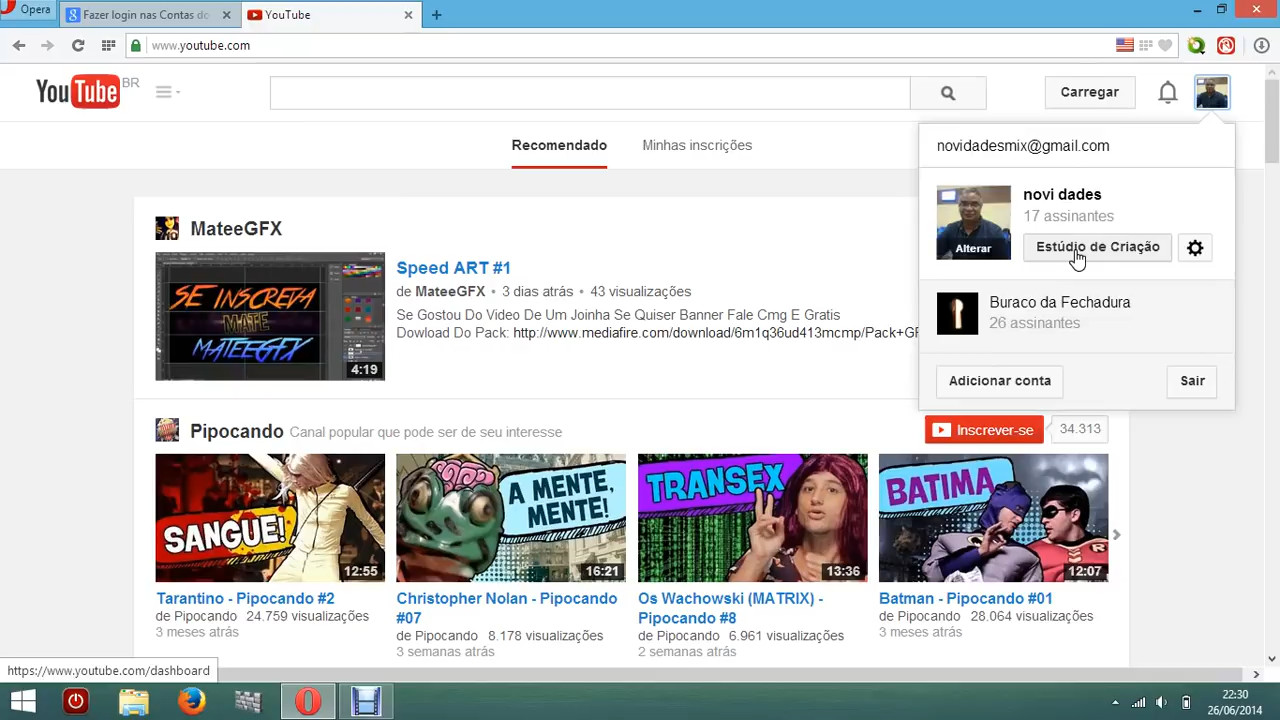 Opera
Fazer login nas Contas do
YouTube
www.youtube.com
YouTube BR
Carregar
Recomendado
Minhas inscrições
novidadesmix@gmail.com
novi dades
17 assinantes
Alterar
Estúdio de Criação
Buraco da Fechadura
26 assinantes
Adicionar conta
Sair
MateeGFX
SE INSCREVA
MATE
MATEEGFX
4:19
Speed ART #1
de MateeGFX • 3 dias atrás • 43 visualizações
Se Gostou Do Video De Um Joinha Se Quiser Banner Fale Cmg E Gratis
Dowload Do Pack: http://www.mediafire.com/download/6m1q36ud413mcmp/Pack+GF
Pipocando Canal popular que pode ser de seu interesse
Inscrever-se
34.313
SANGUE!
12:55
A MENTE, MENTE!
16:21
TRANSEX
13:36
BATIMA
12:07
Tarantino - Pipocando #2
de Pipocando 24.759 visualizações
3 meses atrás
Christopher Nolan - Pipocando
#07
de Pipocando 8.178 visualizações
3 semanas atrás
Os Wachowski (MATRIX) -
Pipocando #8
de Pipocando 6.961 visualizações
2 semanas atrás
Batman - Pipocando #01
de Pipocando 28.064 visualizações
3 meses atrás
https://www.youtube.com/dashboard
22:30
26/06/2014